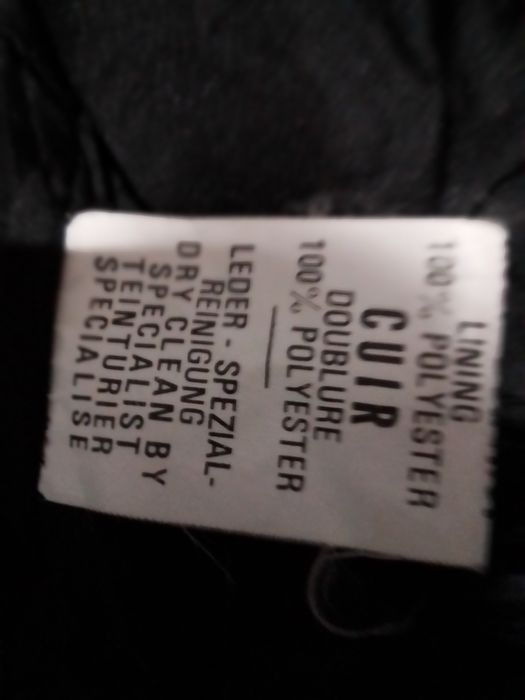 LINING
100% POLYESTER
CUIR
DOUBLURE
100% POLYESTER
LEDER - SPEZIAL-
REINIGUNG
DRY CLEAN BY
SPECIALIST
TEINTURIER
SPECIALISE